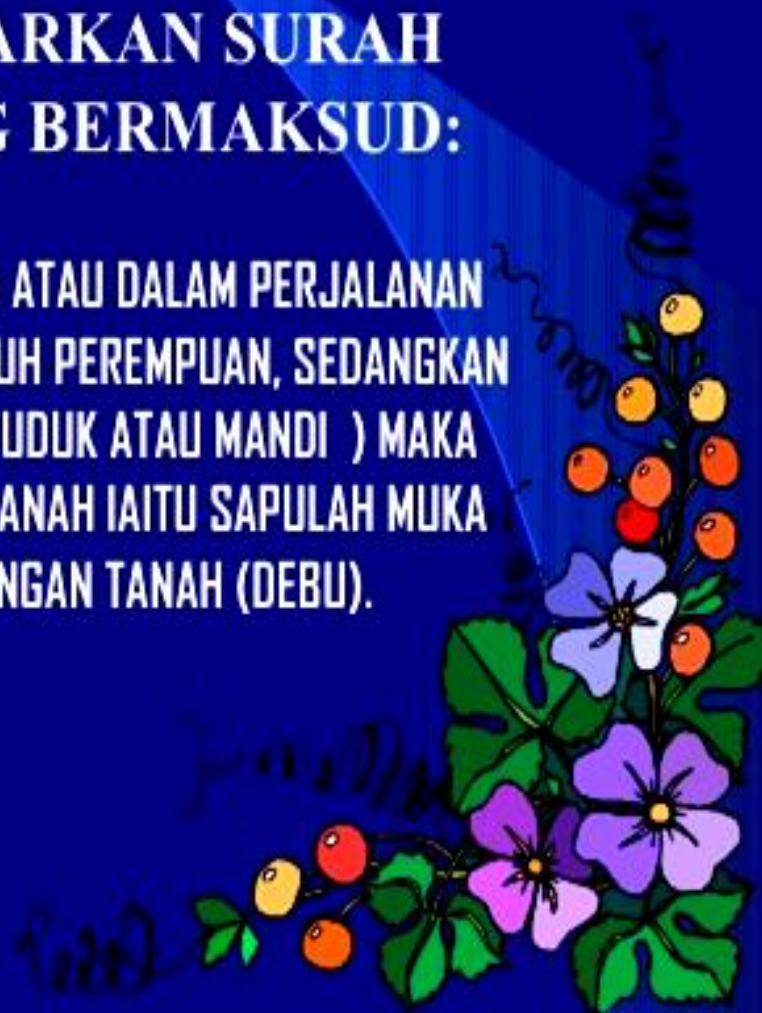 ARKAN SURAH
G BERMAKSUD:
ATAU DALAM PERJALANAN
UH PEREMPUAN, SEDANGKAN
UDUK ATAU MANDI ) MAKA
ANAH IAITU SAPULAH MUKA
NGAN TANAH (DEBU).